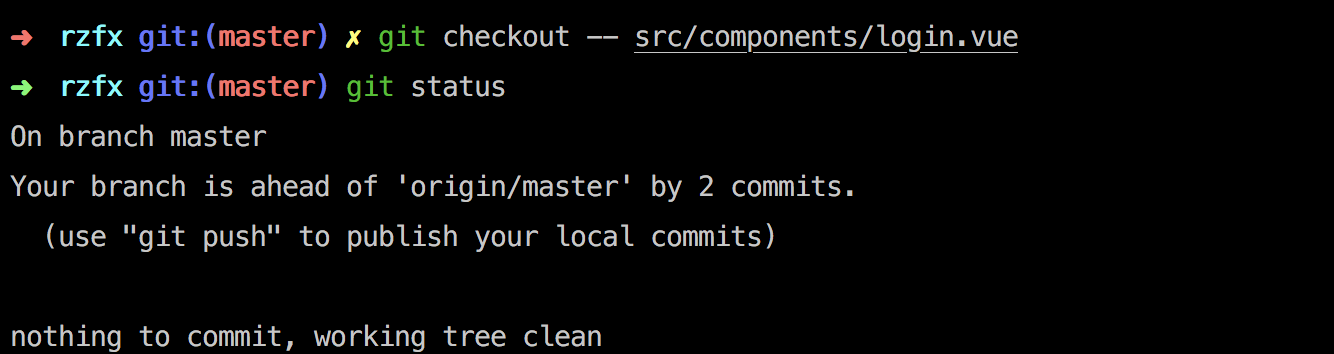 ➜ rzfx git:(master) ✗ git checkout -- src/components/login.vue
➜ rzfx git:(master) git status
On branch master
Your branch is ahead of 'origin/master' by 2 commits.
  (use "git push" to publish your local commits)
nothing to commit, working tree clean